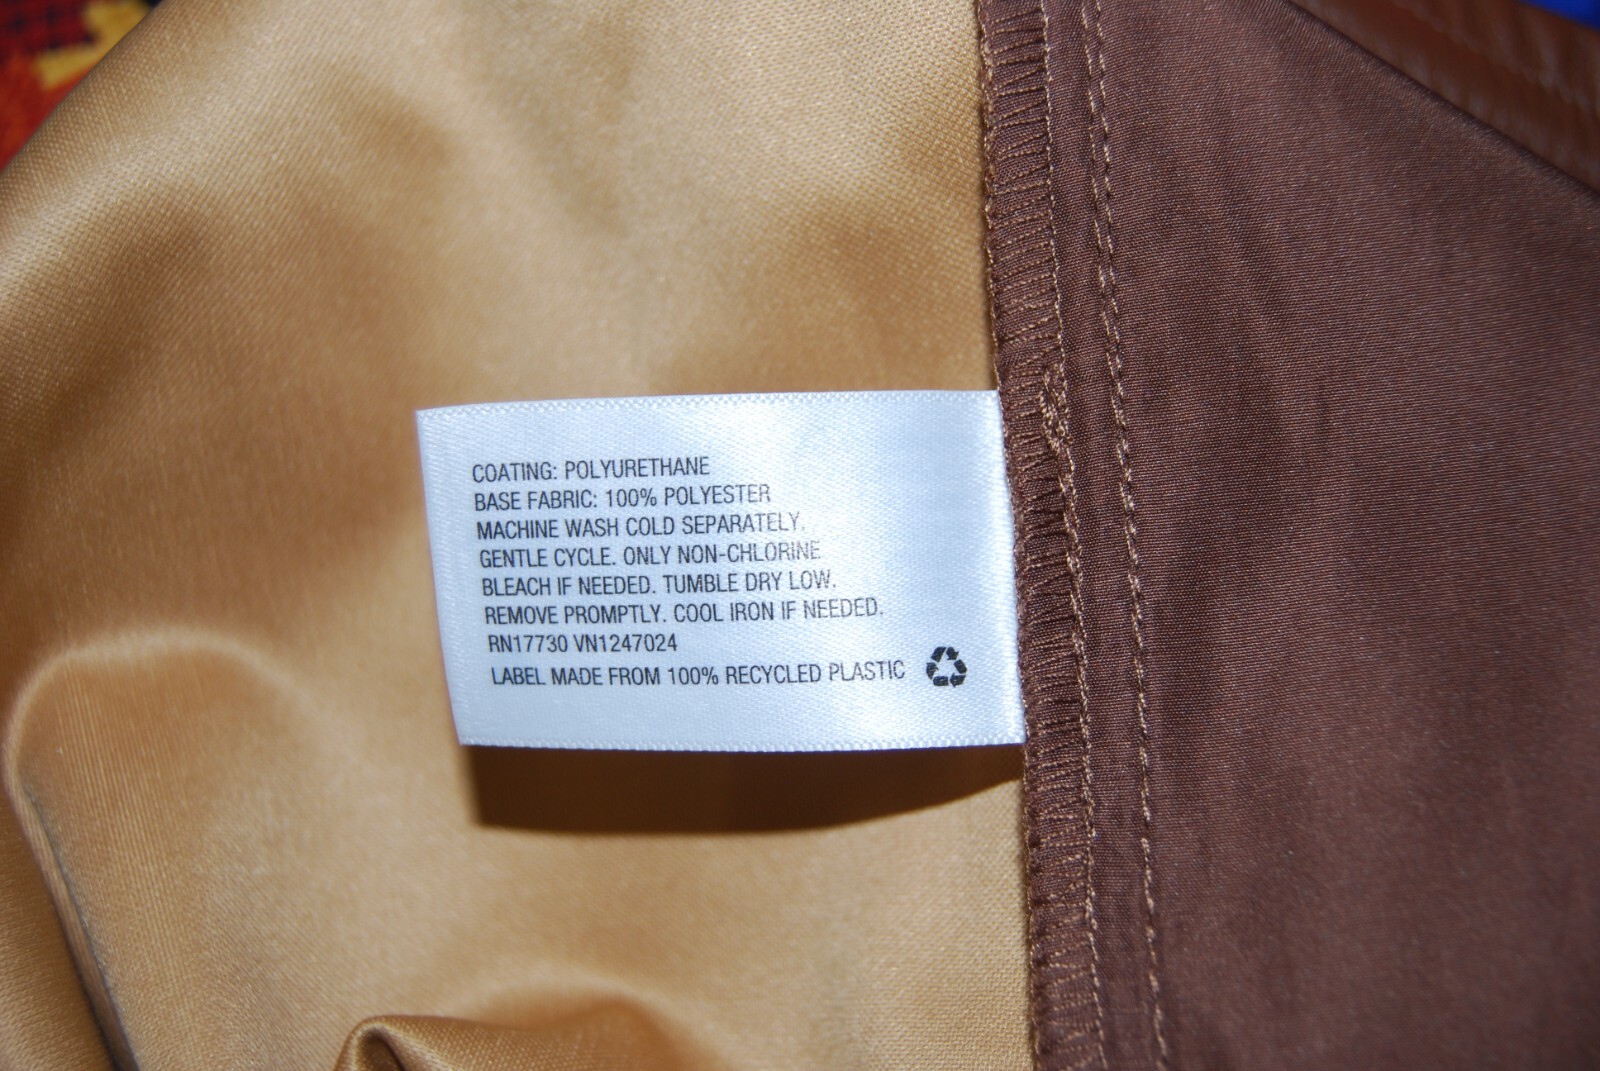 COATING: POLYURETHANE
BASE FABRIC: 100% POLYESTER
MACHINE WASH COLD SEPARATELY.
GENTLE CYCLE. ONLY NON-CHLORINE
BLEACH IF NEEDED. TUMBLE DRY LOW.
REMOVE PROMPTLY. COOL IRON IF NEEDED.
RN17730 VN1247024
LABEL MADE FROM 100% RECYCLED PLASTIC